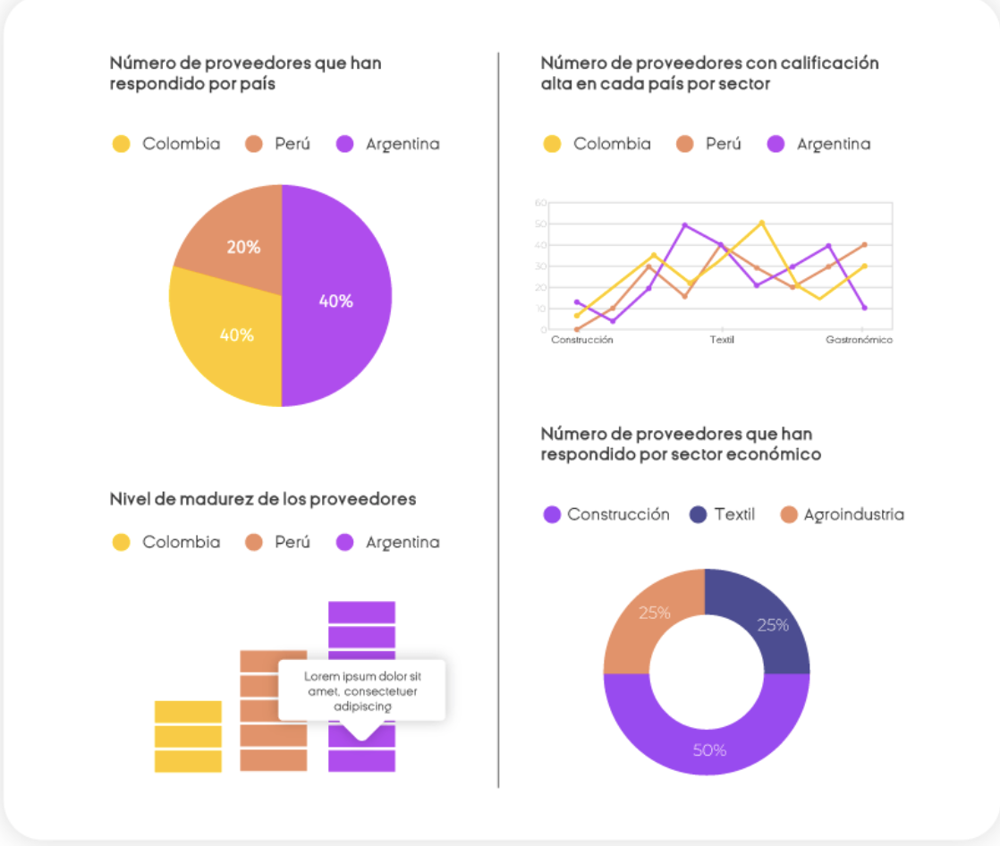 Número de proveedores que han
respondido por país
Colombia
Perú
Argentina
20%
40%
40%
Nivel de madurez de los proveedores
Colombia
Perú
Argentina
Lorem ipsum dolor sit
amet, consectetuer
adipiscing
Número de proveedores con calificación
alta en cada país por sector
Colombia
Perú
Argentina
60
50
40
30
20
10
0
Construcción
Textil
Gastronómico
Número de proveedores que han
respondido por sector económico
Construcción
Textil
Agroindustria
25%
25%
50%